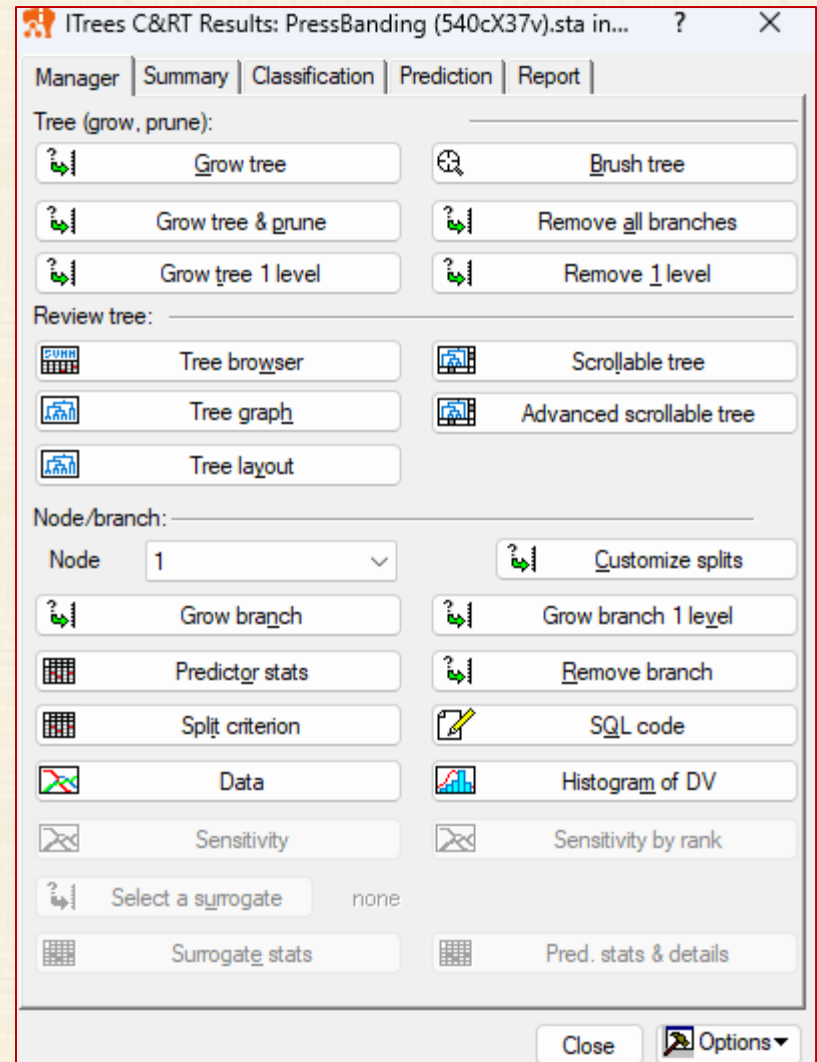 ITrees C&RT Results: PressBanding (540cX37v).sta in... ?
Manager Summary Classification Prediction Report
Tree (grow, prune):
Grow tree Brush tree
Grow tree & prune Remove all branches
Grow tree 1 level Remove 1 level
Review tree:
Tree browser Scrollable tree
Tree graph Advanced scrollable tree
Tree layout
Node/branch:
Node 1 Customize splits
Grow branch Grow branch 1 level
Predictor stats Remove branch
Split criterion SQL code
Data Histogram of DV
Sensitivity Sensitivity by rank
Select a surrogate none
Surrogate stats Pred. stats & details
Close Options